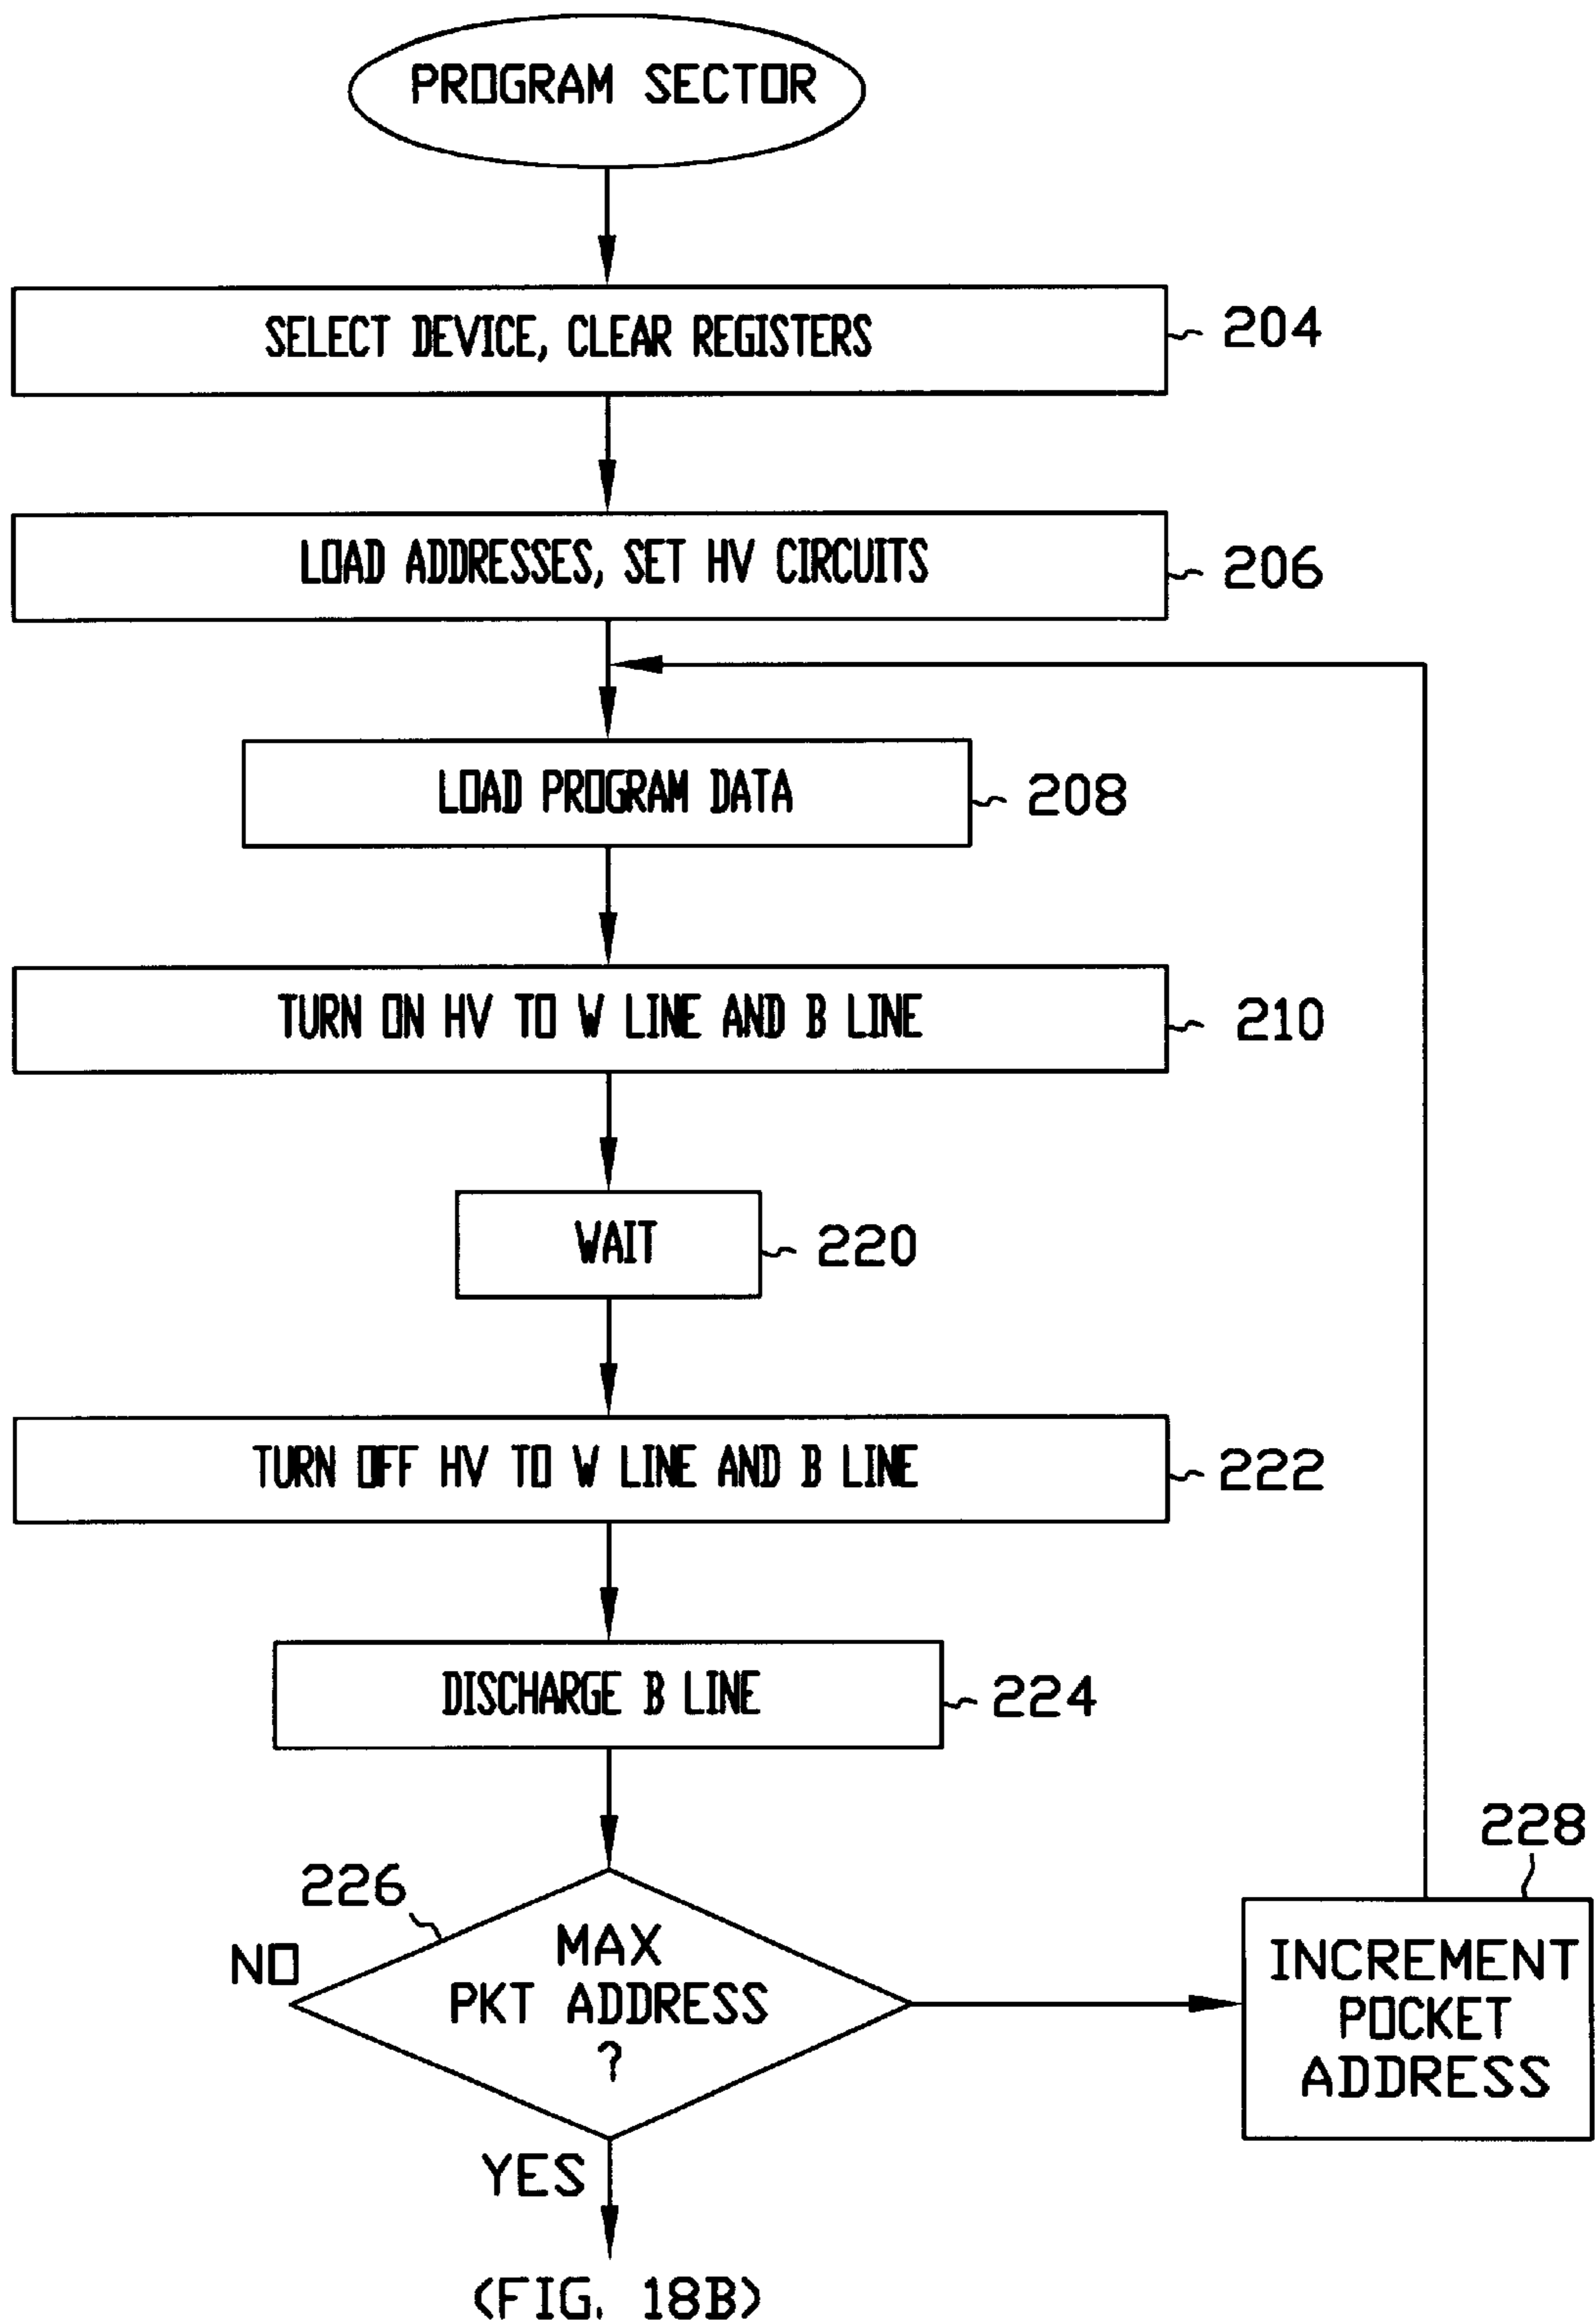 PROGRAM SECTOR
SELECT DEVICE, CLEAR REGISTERS
204
LOAD ADDRESSES, SET HV CIRCUITS
206
LOAD PROGRAM DATA
208
TURN ON HV TO W LINE AND B LINE
210
WAIT
220
TURN OFF HV TO W LINE AND B LINE
222
DISCHARGE B LINE
224
226
NO
MAX
PKT ADDRESS
?
228
INCREMENT
POCKET
ADDRESS
YES
(FIG. 18B)